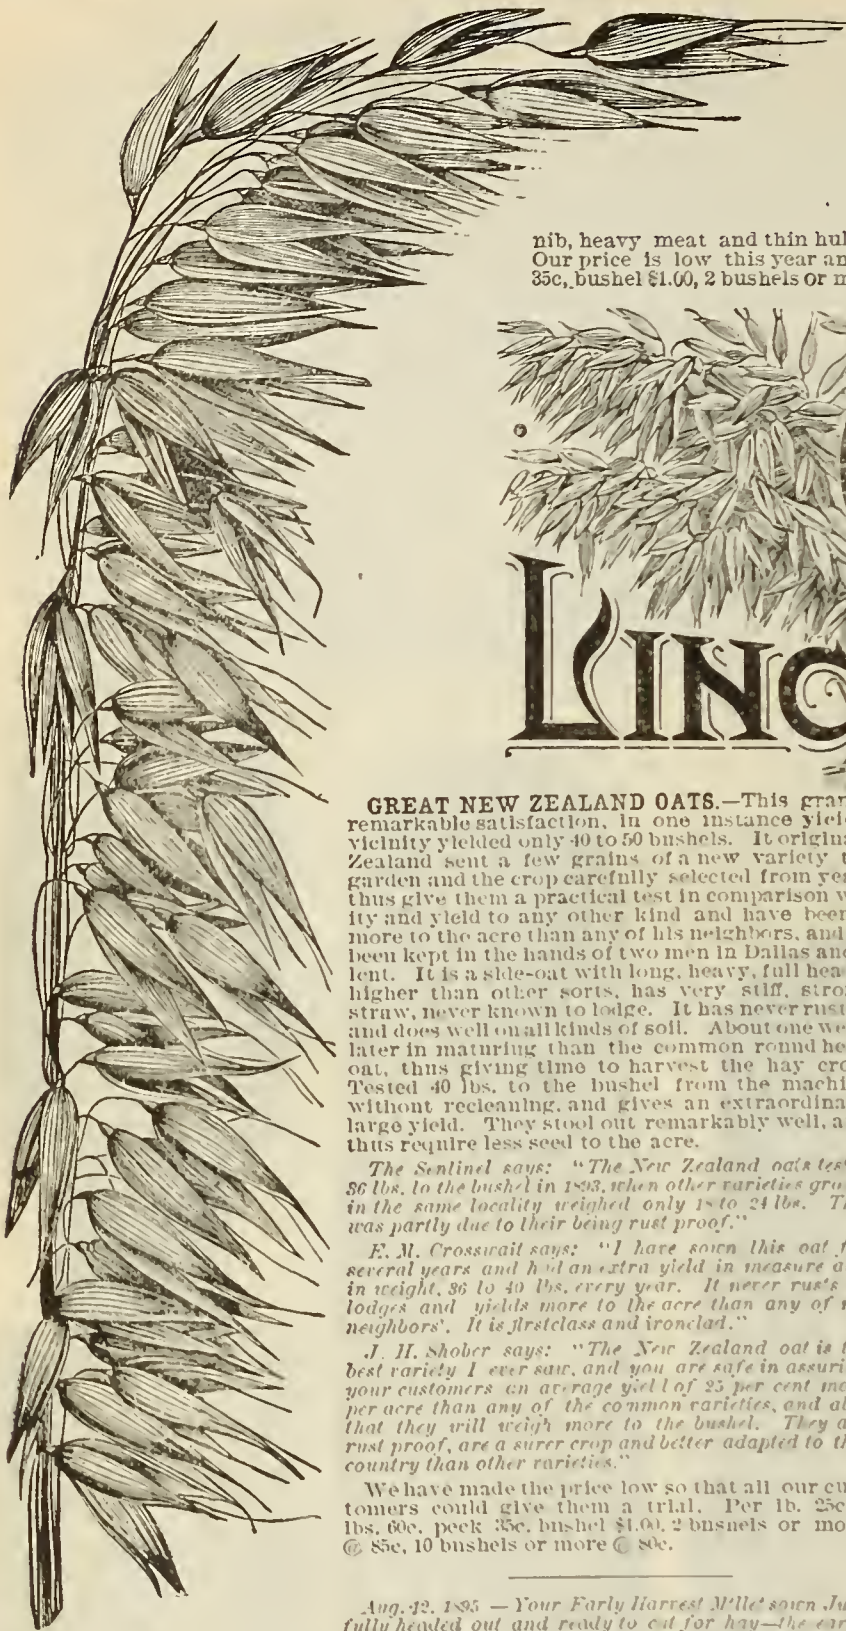 nib, heavy meat and thin hul
Our price is low this year an
35c, bushel $1.00, 2 bushels or m
LINC
GREAT NEW ZEALAND OATS.—This gran
remarkable satisfaction, in one instance yiel
vicinity yielded only 40 to 50 bushels. It origina
Zealand sent a few grains of a new variety t
garden and the crop carefully selected from yea
thus give them a practical test in comparison w
ity and yield to any other kind and have been
more to the acre than any of his neighbors, and
been kept in the hands of two men in Dallas and
lent. It is a side-oat with long, heavy, full hea
higher than other sorts, has very stiff, stro
straw, never known to lodge. It has never rust
and does well on all kinds of soil. About one we
later in maturing than the common round he
oat, thus giving time to harvest the hay cro
Tested 40 lbs. to the bushel from the machi
without recleaning, and gives an extraordina
large yield. They stool out remarkably well, a
thus require less seed to the acre.
The Sentinel says: "The New Zealand oats tes
36 lbs. to the bushel in 1893, when other varieties gro
in the same locality weighed only 18 to 24 lbs. T
was partly due to their being rust proof."
E. M. Crosswait says: "I have sown this oat f
several years and had an extra yield in measure a
in weight, 36 to 40 lbs. every year. It never rusts
lodges and yields more to the acre than any of
neighbors'. It is firstclass and ironclad."
J. H. Shober says: "The New Zealand oat is t
best variety I ever saw, and you are safe in assuri
your customers an average yield of 25 per cent mo
per acre than any of the common varieties, and al
that they will weigh more to the bushel. They a
rust proof, are a surer crop and better adapted to th
country than other varieties."
We have made the price low so that all our cu
tomers could give them a trial. Per lb. 25c
lbs. 60c, peck 35c, bushel $1.00, 2 bushels or mo
@ 85c, 10 bushels or more @ 80c.
Aug. 12, 1895 — Your Early Harvest Millet sown Ju
fully headed out and ready to cut for hay—the ear